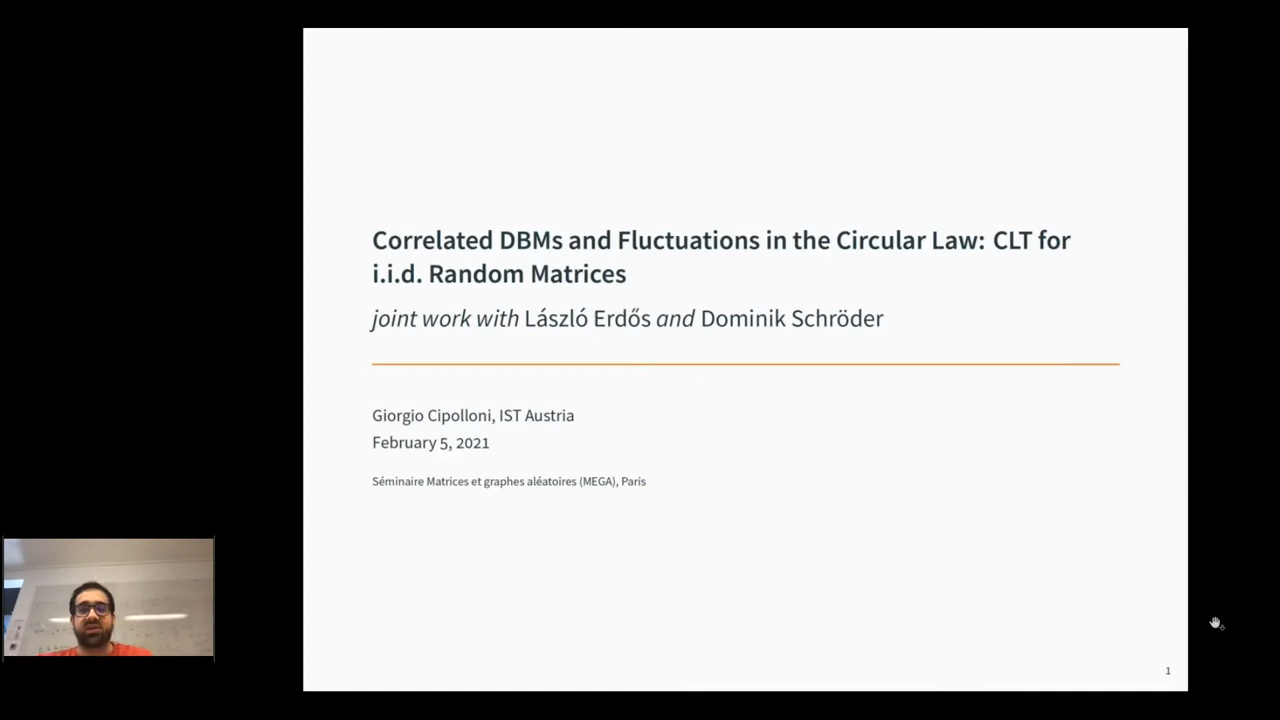 Correlated DBMs and Fluctuations in the Circular Law: CLT for
i.i.d. Random Matrices
joint work with László Erdős and Dominik Schröder
Giorgio Cipolloni, IST Austria
February 5, 2021
Séminaire Matrices et graphes aléatoires (MEGA), Paris
1